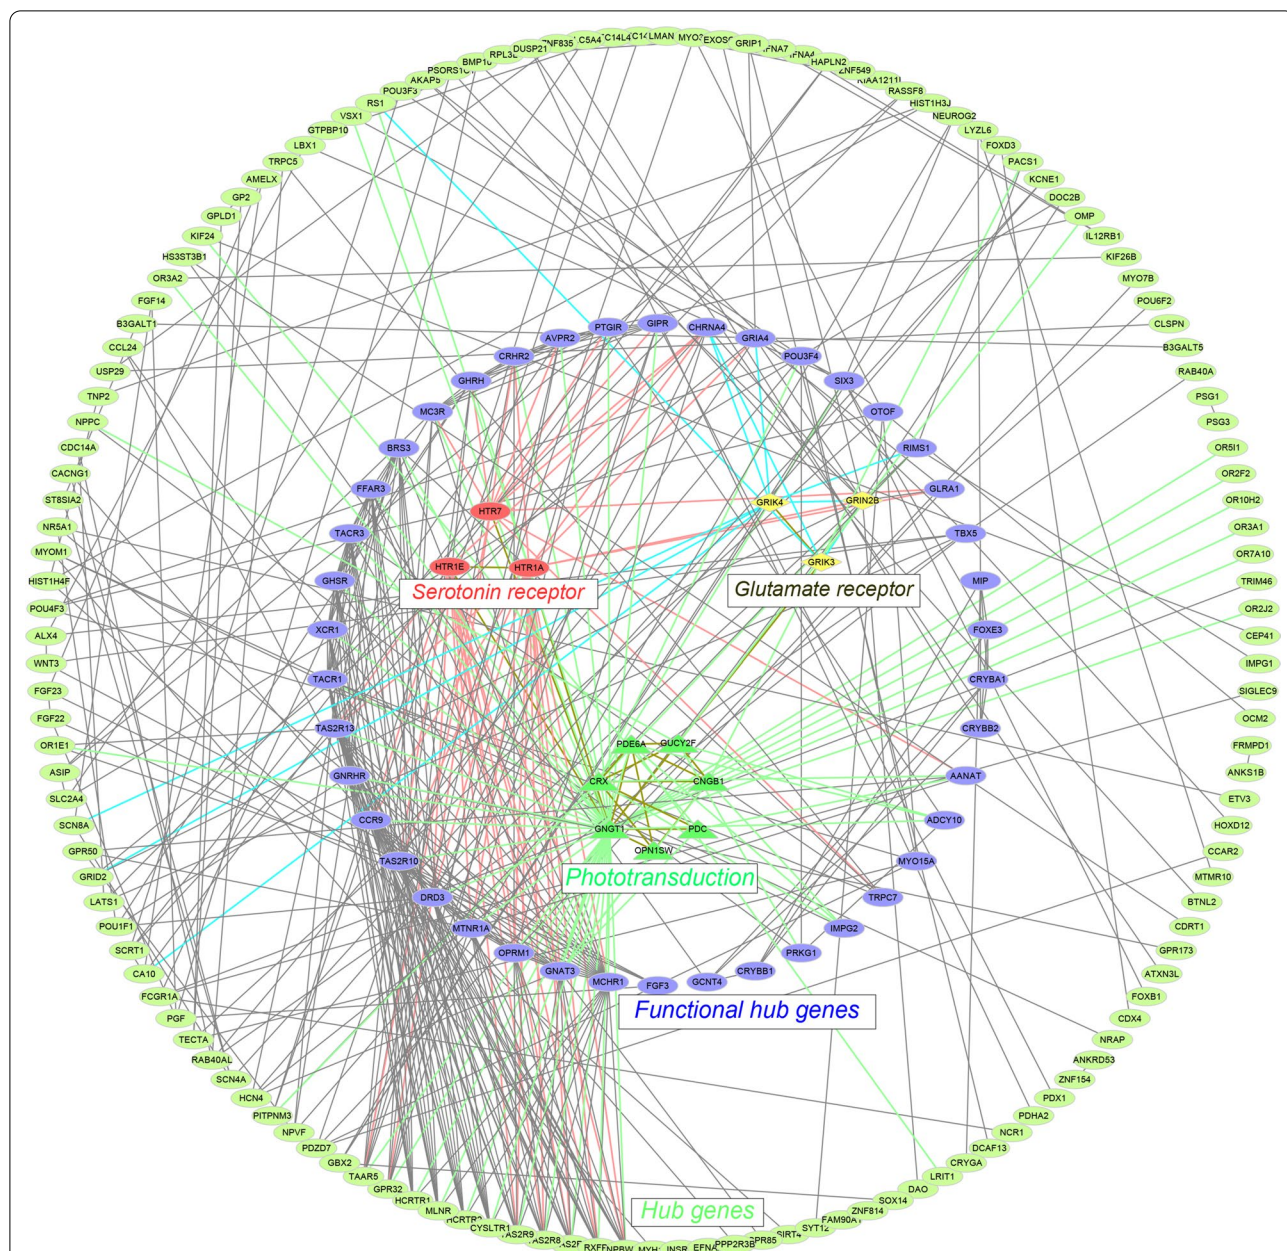 DUSP21
ZNF835
LMAN
GRIP1
RPL3L
BMP10
AKAP5
POU3F3
RS1
VSX1
GTPBP10
LBX1
TRPC5
AMELX
GP2
GPLD1
KIF24
HS3ST3B1
OR3A2
FGF14
B3GALT1
CCL24
USP29
TNP2
NPPC
CDC14A
CACNG1
ST8SIA2
NR5A1
MYOM1
HIST1H4F
POU4F3
ALX4
WNT3
FGF23
FGF22
OR1E1
ASIP
SLC2A4
SCN8A
GPR50
GRID2
LATS1
POU1F1
SCRT1
CA10
FCGR1A
PGF
TECTA
RAB40AL
SCN4A
HCN4
PITPNM3
NPVF
PDZD7
GBX2
TAAR5
GPR32
HCRTR1
MLNR
CYSLTR1
TAS2R9
TAS2R8
INSR
PPP2R3B
SIRT4
SYT12
FAM90A1
ZNF814
SOX14
DAO
LRIT1
CRYGA
DCAF13
NCR1
PDHA2
PDX1
ZNF154
ANKRD53
NRAP
CDX4
FOXB1
ATXN3L
GPR173
CDRT1
BTNL2
MTMR10
CCAR2
HOXD12
ETV3
ANKS1B
FRMPD1
OCM2
SIGLEC9
IMPG1
CEP41
OR2J2
TRIM46
OR7A10
OR3A1
OR10H2
OR2F2
OR5I1
PSG3
PSG1
RAB40A
B3GALT5
CLSPN
POU6F2
MYO7B
KIF26B
IL12RB1
OMP
DOC2B
KCNE1
PACS1
FOXD3
LYZL6
NEUROG2
HIST1H3J
RASSF8
ZNF549
HAPLN2
PTGIR
GIPR
CHRNA4
GRIA4
AVPR2
CRHR2
GHRH
MC3R
BRS3
FFAR3
TACR3
GHSR
XCR1
TACR1
TAS2R13
GNRHR
CCR9
TAS2R10
DRD3
MTNR1A
OPRM1
GNAT3
MCHR1
FGF3
GCNT4
CRYBB1
PRKG1
IMPG2
TRPC7
MYO15A
ADCY10
AANAT
CRYBB2
CRYBA1
FOXE3
MIP
TBX5
GLRA1
RIMS1
OTOF
SIX3
POU3F4
HTR7
HTR1E
HTR1A
Serotonin receptor
GRIK4
GRIN2B
GRIK3
Glutamate receptor
PDE6A
GUCY2F
CRX
CNGB1
GNGT1
PDC
OPN1SW
Phototransduction
Functional hub genes
Hub genes